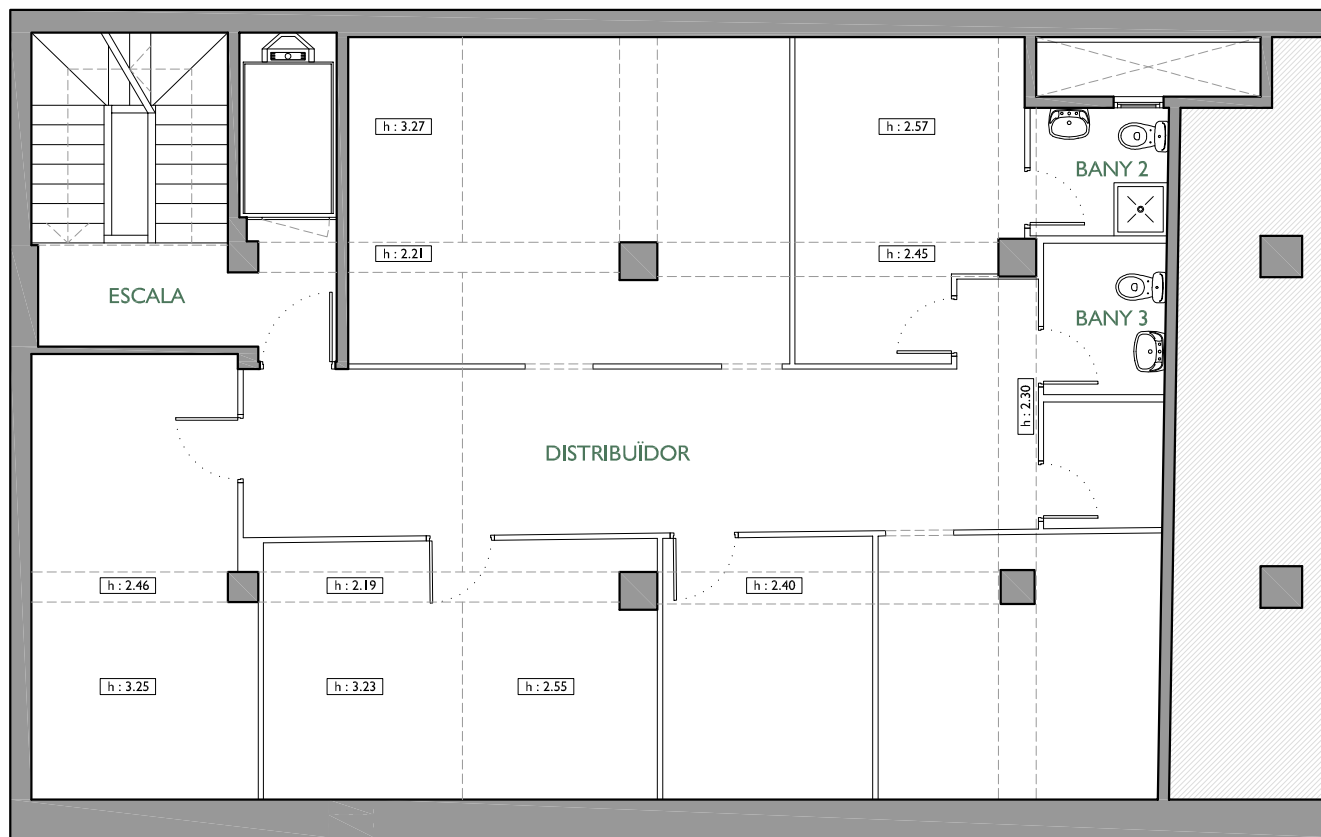 h : 3.27
h : 2.57
BANY 2
h : 2.21
h : 2.45
ESCALA
BANY 3
h : 2.30
DISTRIBUÏDOR
h : 2.46
h : 2.19
h : 2.40
h : 3.25
h : 3.23
h : 2.55